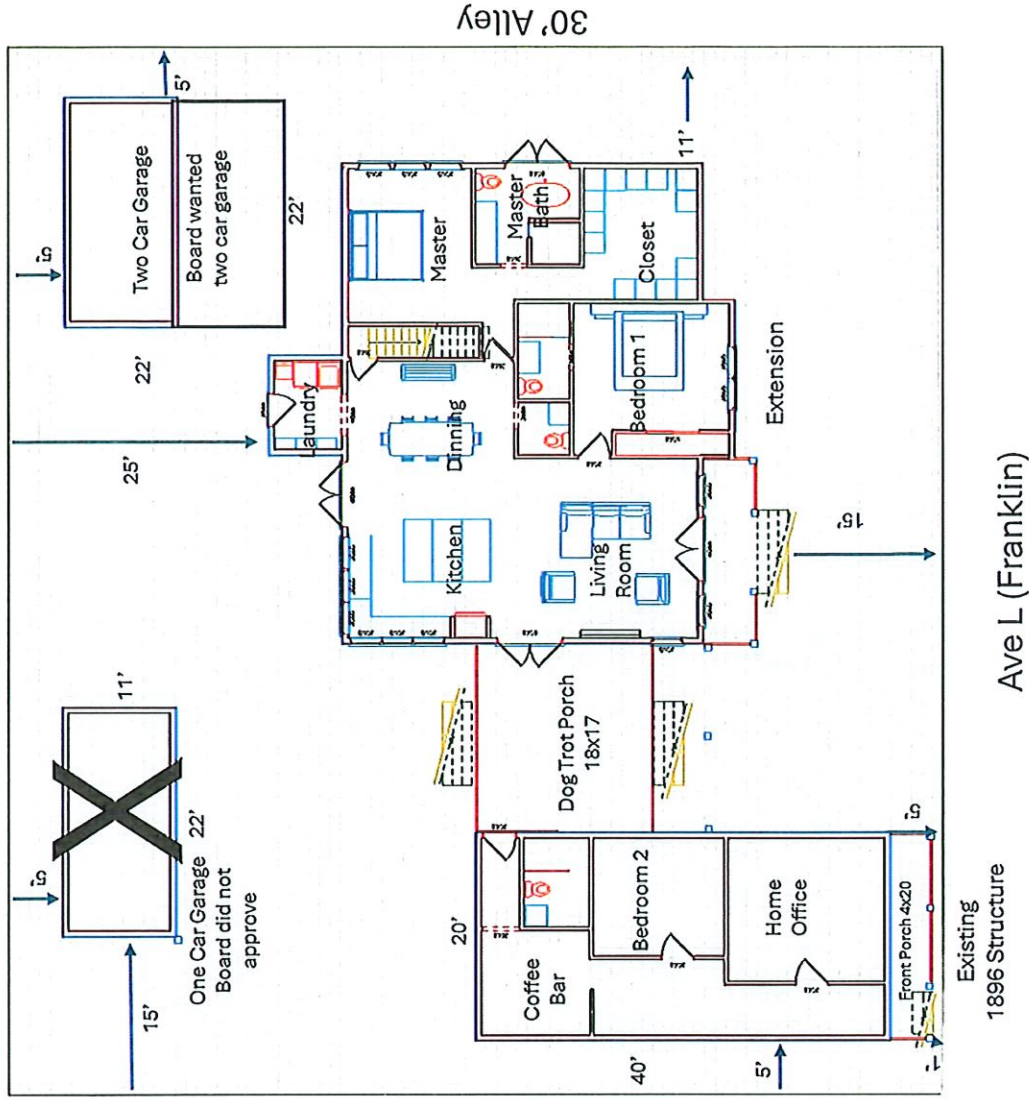 30' Alley
5'
One Car Garage
Board did not
approve
22'
11'
15'
25'
22'
5'
Two Car Garage
Board wanted
two car garage
22'
5'
Laundry
Kitchen
Dinning
Master
Master
Bath
Closet
11'
Living
Room
Bedroom 1
Extension
Dog Trot Porch
18x17
20'
Coffee
Bar
Bedroom 2
Home
Office
40'
5'
Front Porch 4x20
5'
1'
15'
Existing
1896 Structure
Ave L (Franklin)